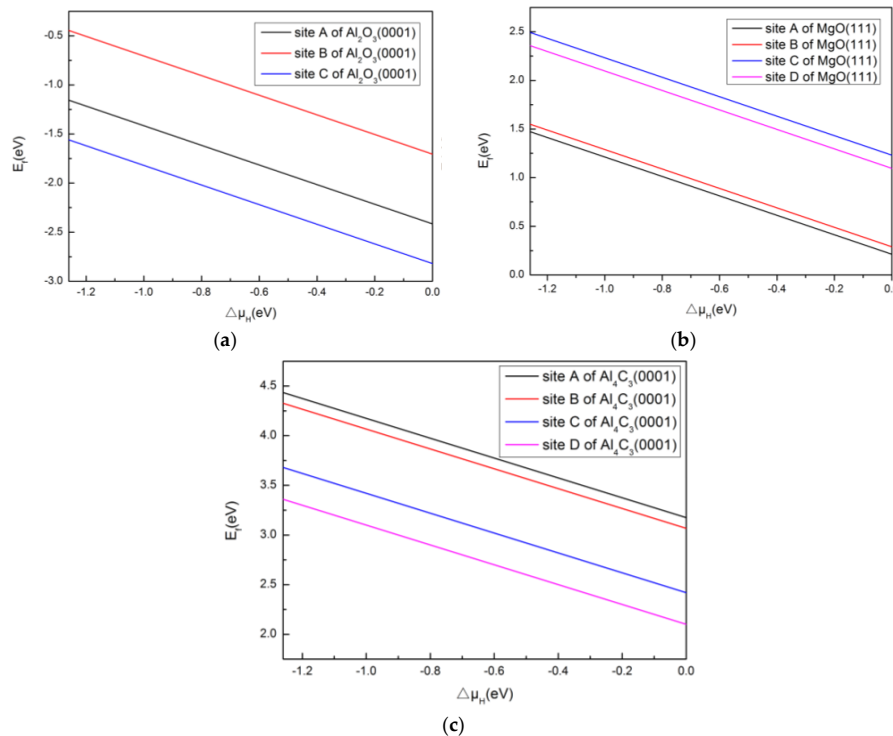 -0.5
-1.0
-1.5
-2.0
-2.5
-3.0
E_f(eV)
site A of Al₂O₃(0001)
site B of Al₂O₃(0001)
site C of Al₂O₃(0001)
-1.2 -1.0 -0.8 -0.6 -0.4 -0.2 0.0
△μ_H(eV)
(a)
2.5
2.0
1.5
1.0
0.5
0.0
E_f(eV)
site A of MgO(111)
site B of MgO(111)
site C of MgO(111)
site D of MgO(111)
-1.2 -1.0 -0.8 -0.6 -0.4 -0.2 0.
△μ_H(eV)
(b)
4.5
4.0
3.5
3.0
2.5
2.0
E_f(eV)
site A of Al₄C₃(0001)
site B of Al₄C₃(0001)
site C of Al₄C₃(0001)
site D of Al₄C₃(0001)
-1.2 -1.0 -0.8 -0.6 -0.4 -0.2 0.0
△μ_H(eV)
(c)